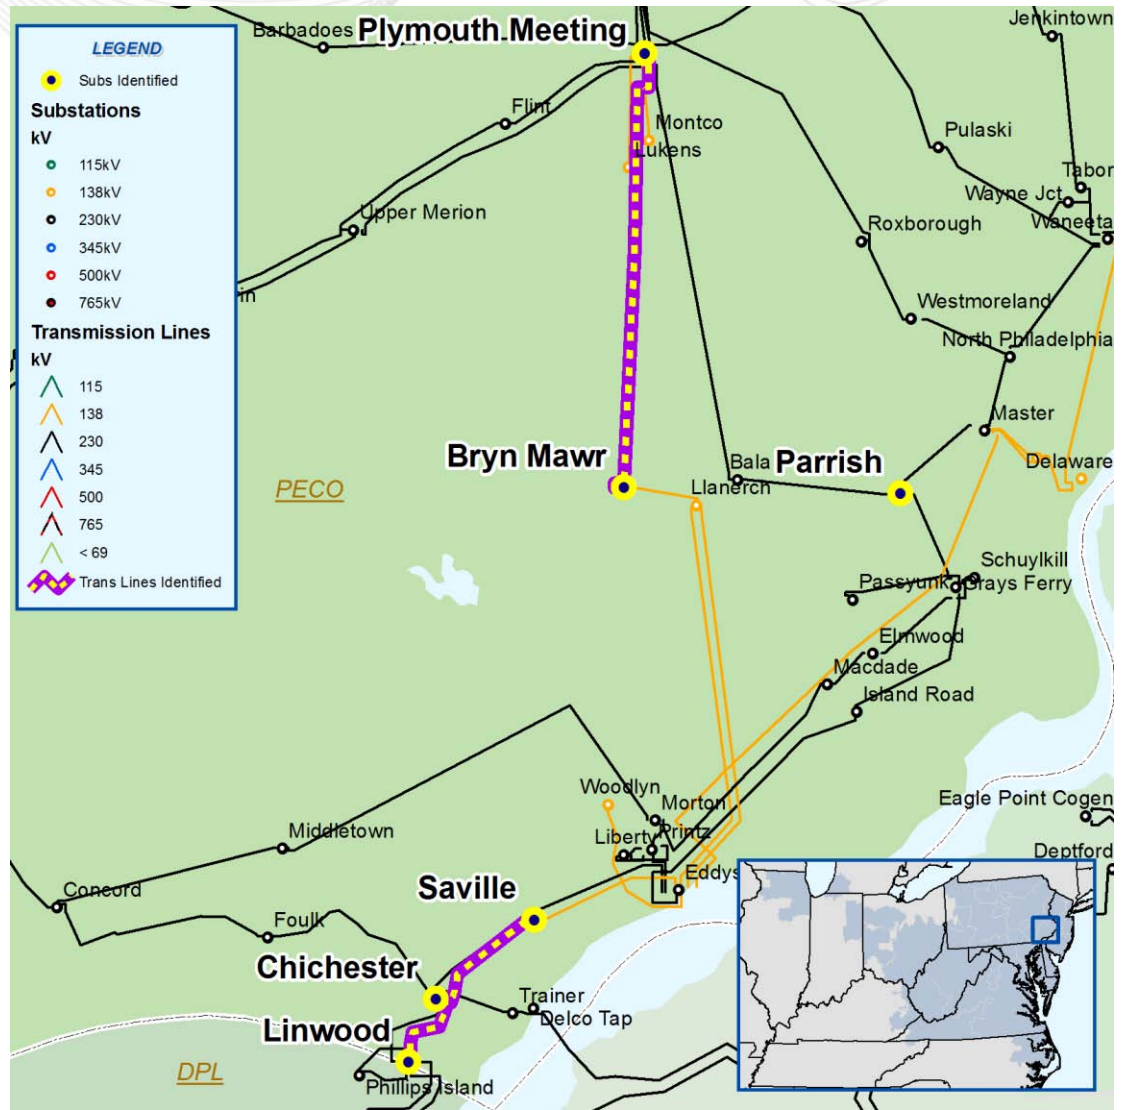 LEGEND
Subs Identified
Substations
kV
115kV
138kV
230kV
345kV
500kV
765kV
Transmission Lines
kV
115
138
230
345
500
765
< 69
Trans Lines Identified
Barbadoes
Plymouth Meeting
Jenkintown
Flint
Montco
Lukens
Pulaski
Tabor
Wayne Jct
Waneeta
Upper Merion
Roxborough
in
Westmoreland
North Philadelphia
Master
Bryn Mawr
Bala
Parrish
Delaware
Llanerch
PECO
Schuylkill
Passyunk
Grays Ferry
Elmwood
Macdade
Island Road
Woodlyn
Morton
Eagle Point Cogen
Middletown
Liberty
Printz
Deptford
Concord
Saville
Eddys
Foulk
Chichester
Trainer
Delco Tap
Linwood
DPL
Phillips Island